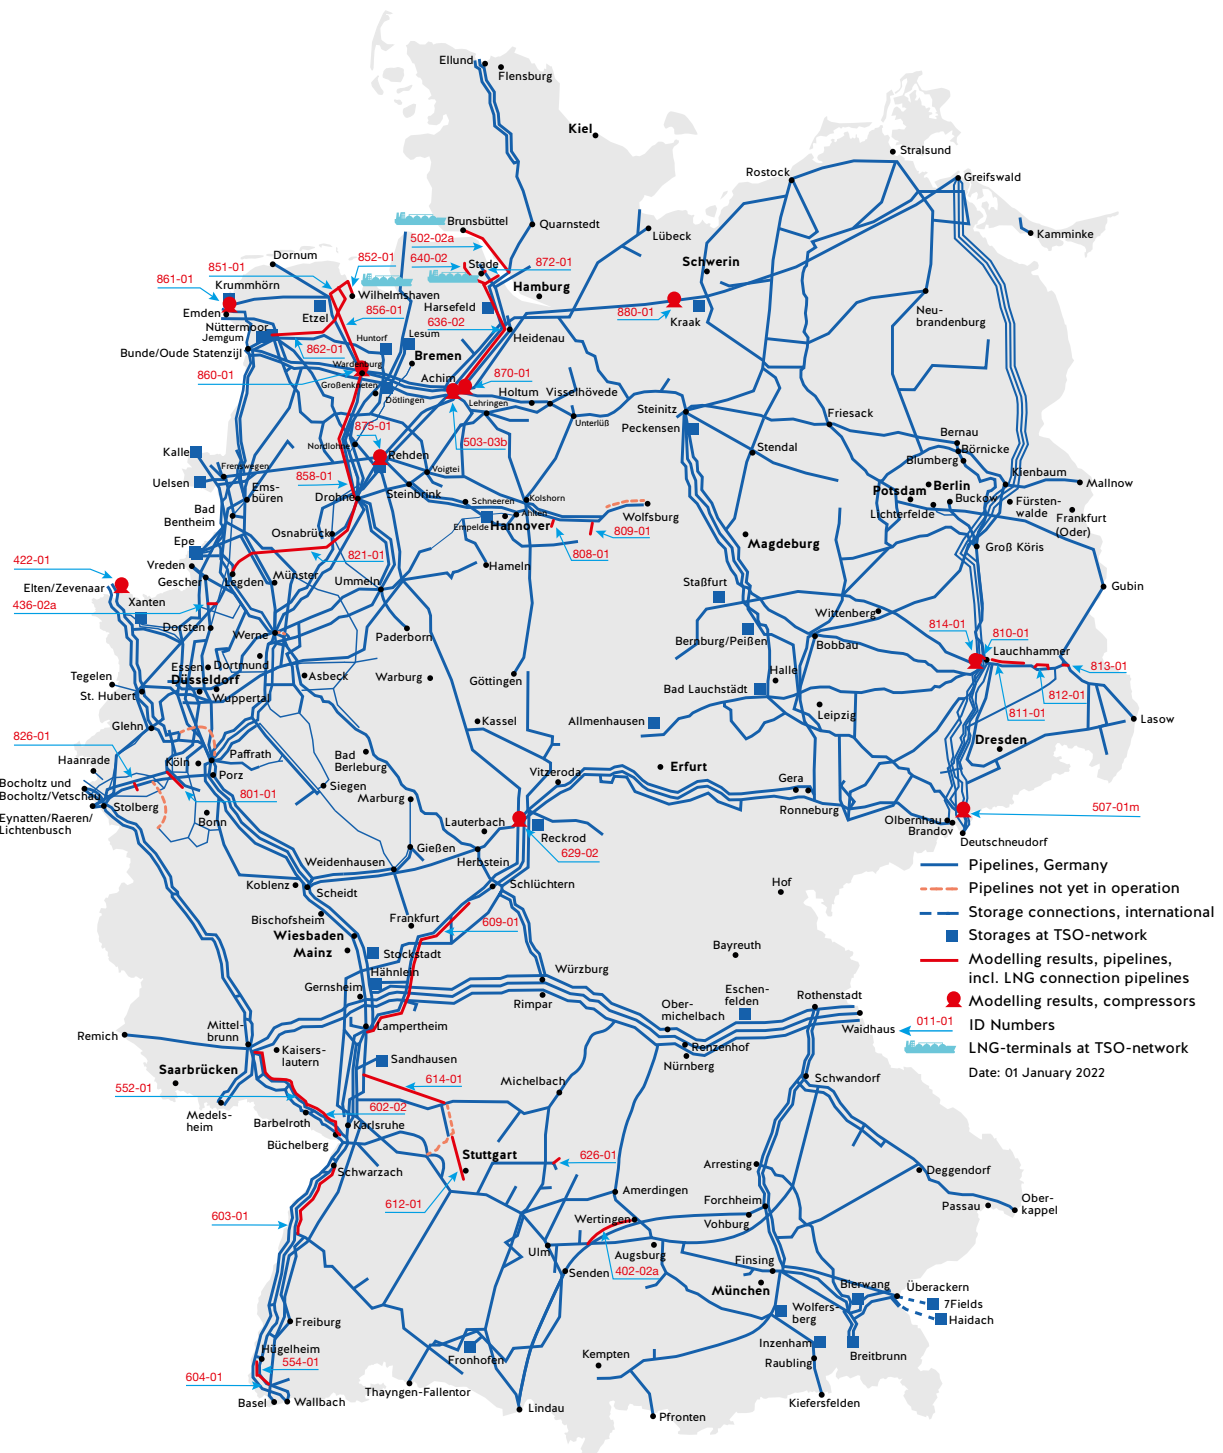 Ellund
Flensburg
Kiel
Stralsund
Rostock
Greifswald
Brunsbüttel
Quarnstedt
Kamminke
502-02a
Lübeck
Dornum
852-01
640-02
Stade
872-01
Schwerin
851-01
861-01
Krummhörn
Wilhelmshaven
Hamburg
Emden
Etzel
856-01
Harsefeld
880-01
Kraak
Neu-
brandenburg
Nüttermoor
Jemgum
636-02
Heidenau
Huntorf
Lesum
862-01
Bunde/Oude Statenzijl
Bremen
Wardenburg
860-01
Achim
870-01
Großenkneten
Dötlingen
Holtum
Visselhövede
Lehringen
Unterlüß
Steinitz
Peckensen
Friesack
875-01
503-03b
Bernau
Börnicke
Blumberg
Nordlohne
Kalle
Rehden
Stendal
Frenswegen
Voigtei
Kienbaum
Mallnow
Uelsen
858-01
Ems-
büren
Drohne
Steinbrink
Potsdam
Berlin
Buckow
Lichterfelde
Fürsten-
walde
Frankfurt
(Oder)
Schneeren
Kolshorn
Ahlten
Wolfsburg
Bad
Bentheim
Empelde
Hannover
809-01
808-01
Osnabrück
Magdeburg
Groß Köris
Epe
821-01
Vreden
Gescher
Legden
Münster
Ummeln
Hameln
422-01
Elten/Zevenaar
Xanten
436-02a
Staßfurt
Gubin
Dorsten
Werne
Paderborn
Wittenberg
Bernburg/Peißen
Bobbau
814-01
810-01
Lauchhammer
813-01
Essen
Dortmund
Tegelen
Düsseldorf
Asbeck
Warburg
Göttingen
Halle
St. Hubert
Wuppertal
Bad Lauchstädt
812-01
811-01
Glehn
Kassel
Allmenhausen
Leipzig
Lasow
826-01
Dresden
Haanrade
Köln
Paffrath
Porz
Bad
Berleburg
Vitzeroda
Erfurt
Gera
Bocholtz und
Bocholtz/Vetschau
Stolberg
801-01
Siegen
Marburg
Ronneburg
507-01m
Eynatten/Raeren/
Lichtenbusch
Bonn
Lauterbach
Reckrod
629-02
Olbernhau
Brandov
Deutschneudorf
Weidenhausen
Gießen
Herbstein
Koblenz
Scheidt
Schlüchtern
Hof
Bischofsheim
Frankfurt
609-01
Wiesbaden
Mainz
Stockstadt
Bayreuth
Hähnlein
Gernsheim
Würzburg
Rimpar
Eschen-
felden
Ober-
michelbach
Rothenstadt
Waidhaus
Lampertheim
Remich
Mittel-
brunn
Kaisers-
lautern
Sandhausen
Renzenhof
Nürnberg
Saarbrücken
614-01
Michelbach
Schwandorf
552-01
602-02
Medels-
heim
Barbelroth
Karlsruhe
Büchelberg
Schwarzach
Stuttgart
626-01
Arresting
Deggendorf
612-01
Amerdingen
Forchheim
Vohburg
Passau
Ober-
kappel
603-01
Wertingen
Ulm
Augsburg
Senden
402-02a
Finsing
München
Bierwang
Überackern
7Fields
Haidach
Wolfers-
berg
Freiburg
Hügelheim
554-01
604-01
Fronhofen
Kempten
Inzenham
Raubling
Breitbrunn
Basel
Wallbach
Thayngen-Fallentor
Lindau
Pfronten
Kiefersfelden
Pipelines, Germany
Pipelines not yet in operation
Storage connections, international
Storages at TSO-network
Modelling results, pipelines,
incl. LNG connection pipelines
Modelling results, compressors
011-01
ID Numbers
LNG-terminals at TSO-network
Date: 01 January 2022